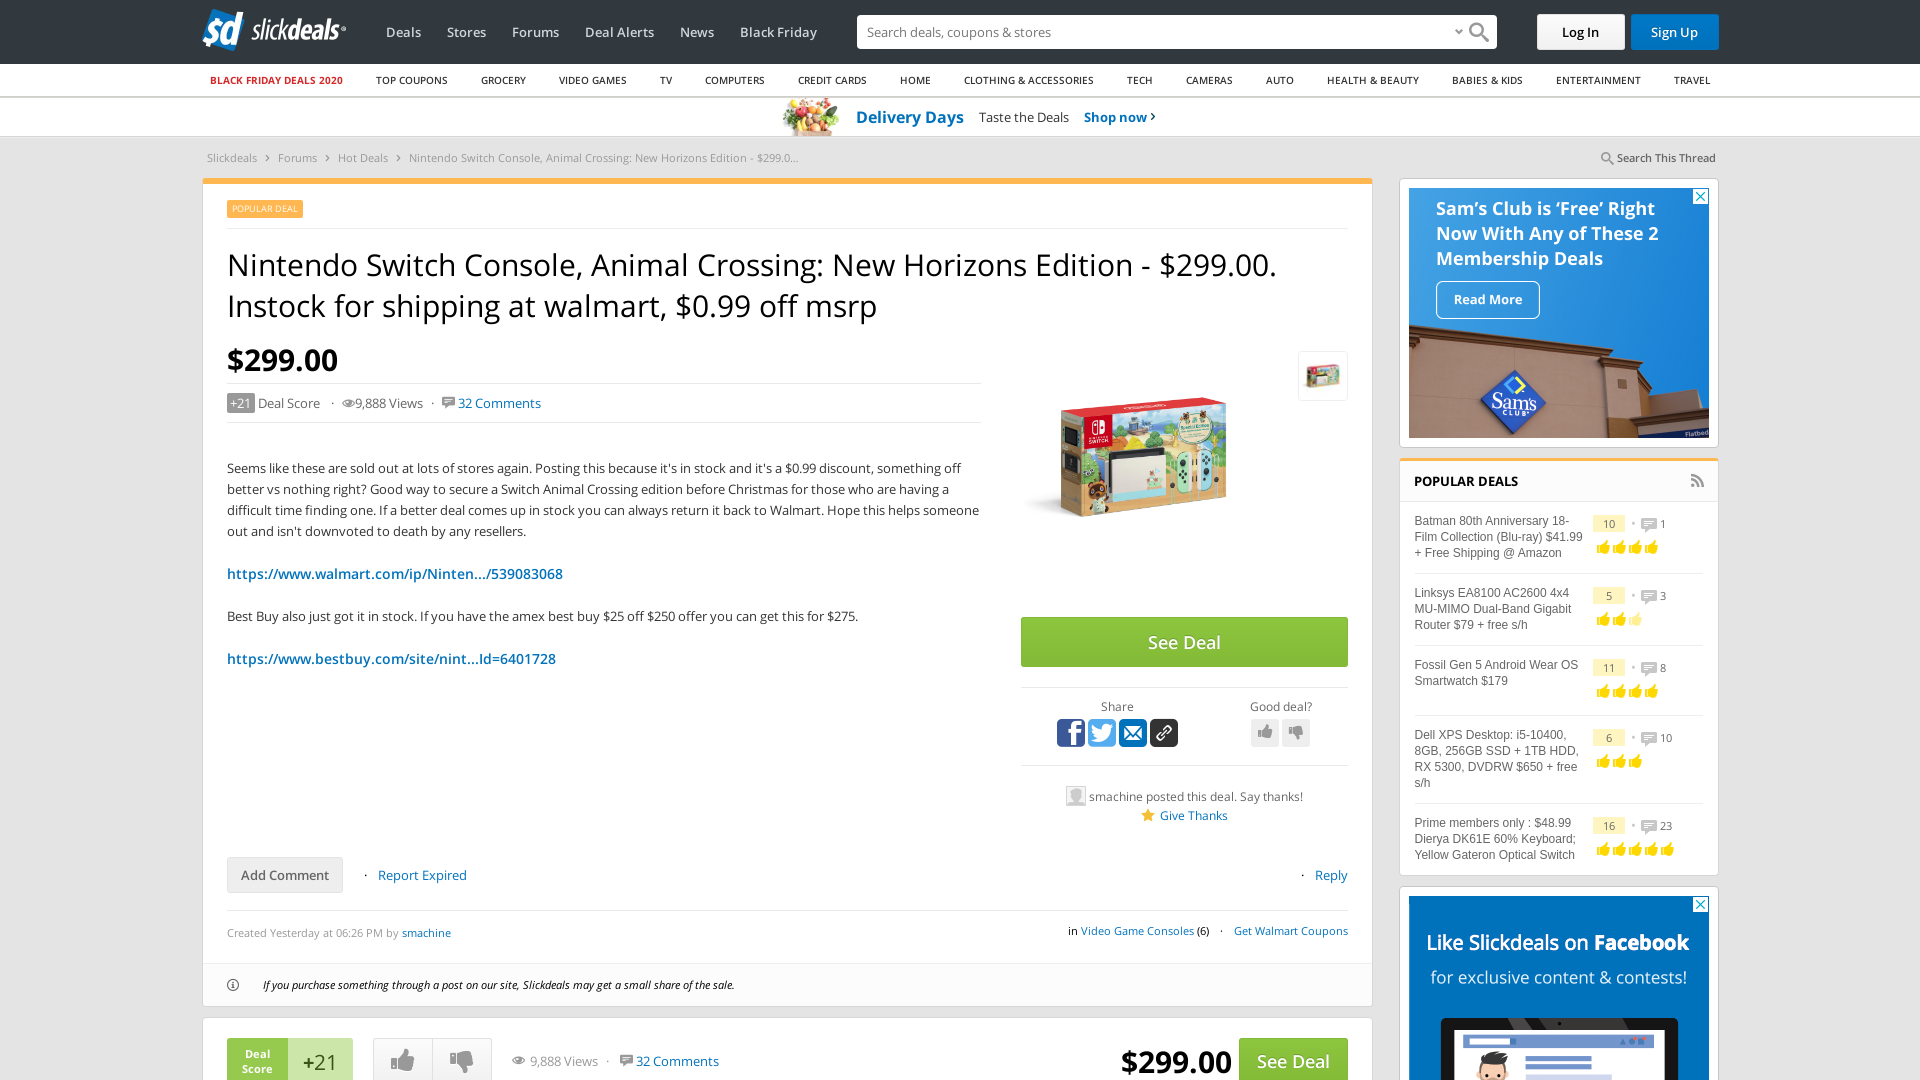 sd slickdeals
Deals Stores Forums Deal Alerts News Black Friday
Search deals, coupons & stores
Log In
Sign Up
BLACK FRIDAY DEALS 2020 TOP COUPONS GROCERY VIDEO GAMES TV COMPUTERS CREDIT CARDS HOME CLOTHING & ACCESSORIES TECH CAMERAS AUTO HEALTH & BEAUTY BABIES & KIDS ENTERTAINMENT TRAVEL
Delivery Days Taste the Deals Shop now
Slickdeals Forums Hot Deals Nintendo Switch Console, Animal Crossing: New Horizons Edition - $299.0...
Search This Thread
POPULAR DEAL
Nintendo Switch Console, Animal Crossing: New Horizons Edition - $299.00.
Instock for shipping at walmart, $0.99 off msrp
$299.00
+21 Deal Score · 9,888 Views · 32 Comments
Seems like these are sold out at lots of stores again. Posting this because it's in stock and it's a $0.99 discount, something off
better vs nothing right? Good way to secure a Switch Animal Crossing edition before Christmas for those who are having a
difficult time finding one. If a better deal comes up in stock you can always return it back to Walmart. Hope this helps someone
out and isn't downvoted to death by any resellers.
https://www.walmart.com/ip/Ninten.../539083068
Best Buy also just got it in stock. If you have the amex best buy $25 off $250 offer you can get this for $275.
https://www.bestbuy.com/site/nint...Id=6401728
See Deal
Share
Good deal?
smachine posted this deal. Say thanks!
Give Thanks
Add Comment · Report Expired
· Reply
Created Yesterday at 06:26 PM by smachine
in Video Game Consoles (6) · Get Walmart Coupons
If you purchase something through a post on our site, Slickdeals may get a small share of the sale.
Deal
Score
+21
9,888 Views · 32 Comments
$299.00
See Deal
Sam's Club is 'Free' Right
Now With Any of These 2
Membership Deals
Read More
Sam's
CLUB
POPULAR DEALS
Batman 80th Anniversary 18-
Film Collection (Blu-ray) $41.99
+ Free Shipping @ Amazon
10 · 1
Linksys EA8100 AC2600 4x4
MU-MIMO Dual-Band Gigabit
Router $79 + free s/h
5 · 3
Fossil Gen 5 Android Wear OS
Smartwatch $179
11 · 8
Dell XPS Desktop: i5-10400,
8GB, 256GB SSD + 1TB HDD,
RX 5300, DVDRW $650 + free
s/h
6 · 10
Prime members only : $48.99
Dierya DK61E 60% Keyboard;
Yellow Gateron Optical Switch
16 · 23
Like Slickdeals on Facebook
for exclusive content & contests!